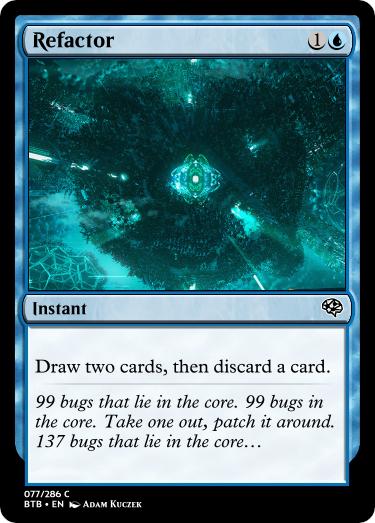 Refactor 1
Instant
Draw two cards, then discard a card.
99 bugs that lie in the core. 99 bugs in
the core. Take one out, patch it around.
137 bugs that lie in the core…
077/286 C
BTB • EN Adam Kuczek